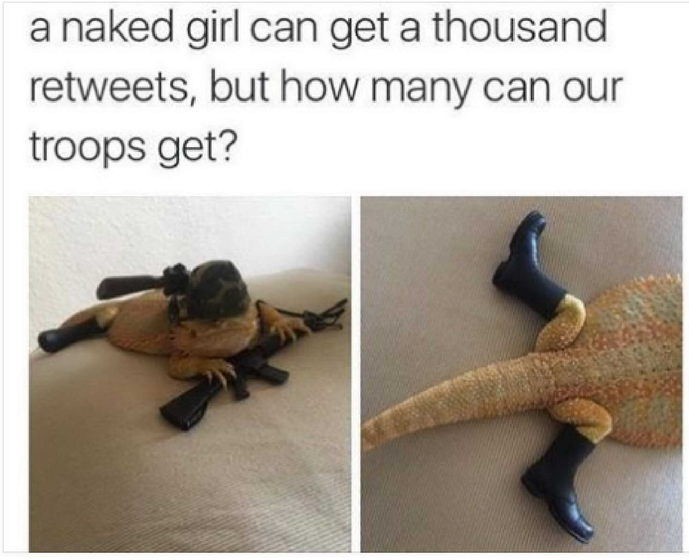 a naked girl can get a thousand
retweets, but how many can our
troops get?